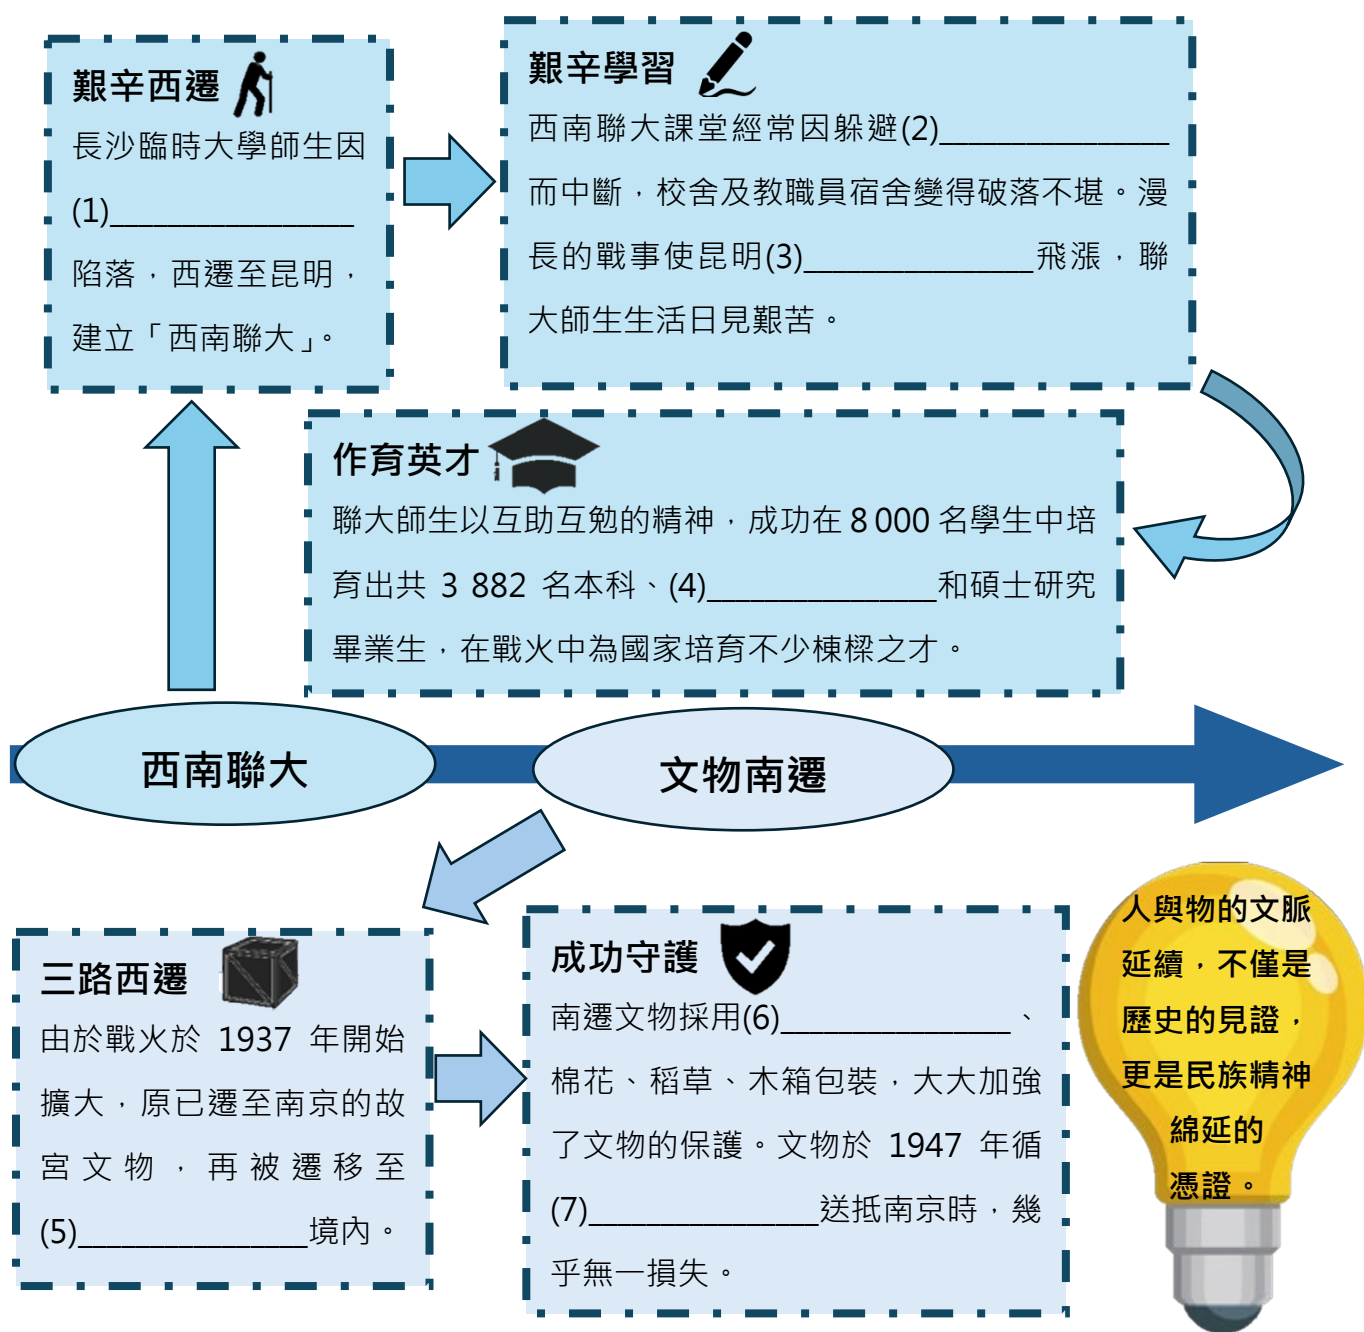 艱辛西遷
長沙臨時大學師生因
(1)_________________
陷落，西遷至昆明，
建立「西南聯大」。
艱辛學習
西南聯大課堂經常因躲避(2)________________
而中斷，校舍及教職員宿舍變得破落不堪。漫
長的戰事使昆明(3)________________飛漲，聯
大師生生活日見艱苦。
作育英才
聯大師生以互助互勉的精神，成功在 8 000 名學生中培
育出共 3 882 名本科、(4)________________和碩士研究
畢業生，在戰火中為國家培育不少棟樑之才。
西南聯大
文物南遷
三路西遷
由於戰火於 1937 年開始
擴大，原已遷至南京的故
宮文物，再被遷移至
(5)________________境內。
成功守護
南遷文物採用(6)________________、
棉花、稻草、木箱包裝，大大加強
了文物的保護。文物於 1947 年循
(7)________________送抵南京時，幾
乎無一損失。
人與物的文脈
延續，不僅是
歷史的見證，
更是民族精神
綿延的
憑證。